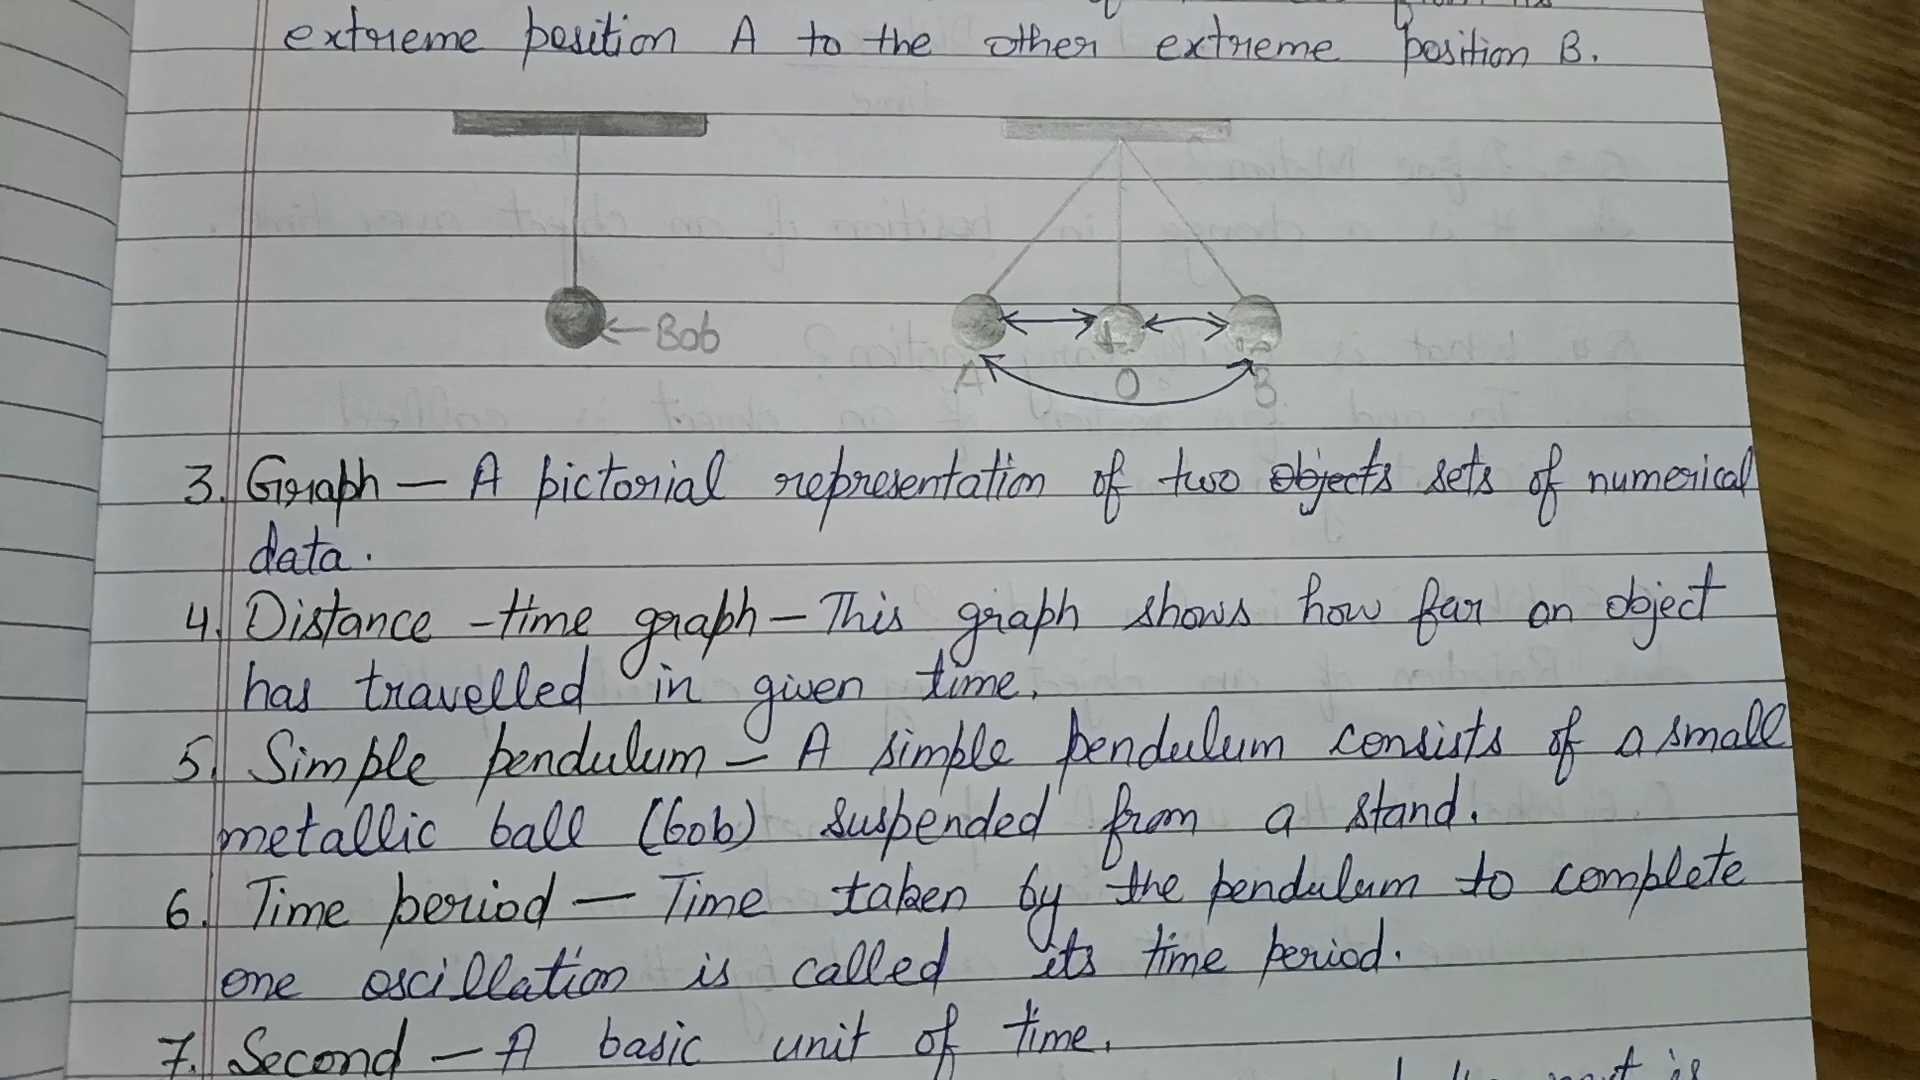 extreme position A to the other extreme position B.
Bob
A O B
3. Graph — A pictorial representation of two objects sets of numerical
data.
4. Distance -time graph — This graph shows how far an object
has travelled in given time.
5. Simple pendulum — A simple pendulum consists of a small
metallic ball (bob) suspended from a stand.
6. Time period — Time taken by the pendulum to complete
one oscillation is called its time period.
7. Second — A basic unit of time.